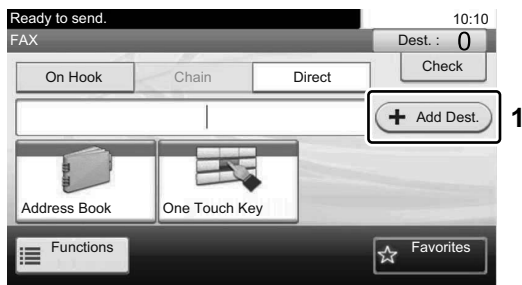 Ready to send. 10:10
FAX Dest. : 0
Check
On Hook Chain Direct
+ Add Dest. 1
Address Book One Touch Key
Functions Favorites